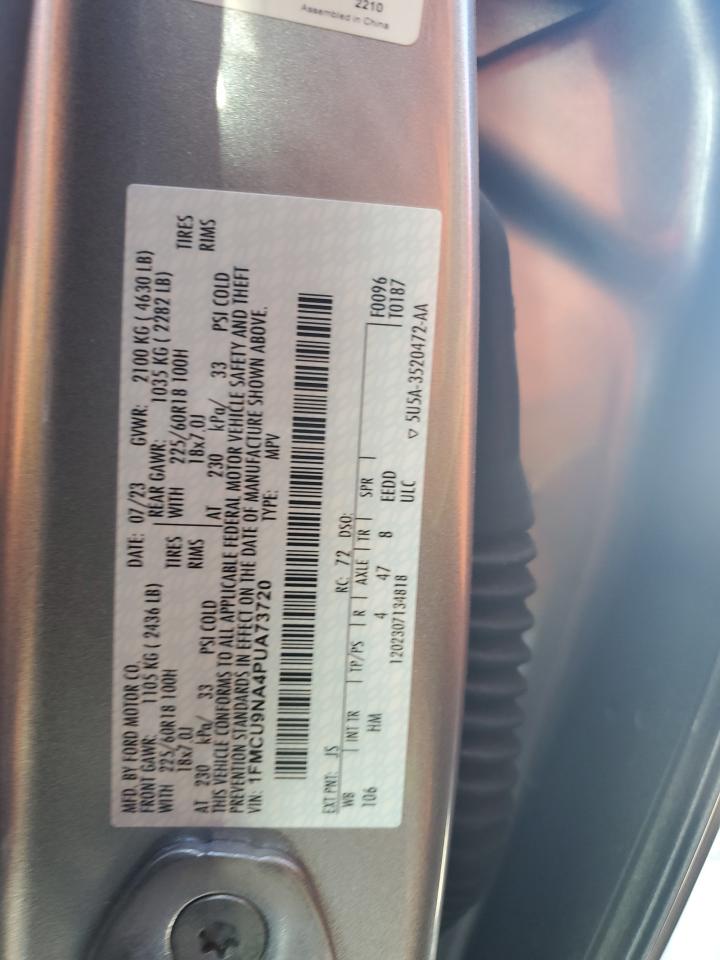 2210
Assembled in China
MFD. BY FORD MOTOR CO. DATE: 07/23 GVWR: 2100 KG ( 4630 LB)
FRONT GAWR: 1105 KG ( 2436 LB) REAR GAWR: 1035 KG ( 2282 LB)
WITH 225/60R18 100H TIRES WITH 225/60R18 100H TIRES
18x7.0J RIMS 18x7.0J RIMS
AT 230 kPa/ 33 PSI COLD AT 230 kPa/ 33 PSI COLD
THIS VEHICLE CONFORMS TO ALL APPLICABLE FEDERAL MOTOR VEHICLE SAFETY AND THEFT
PREVENTION STANDARDS IN EFFECT ON THE DATE OF MANUFACTURE SHOWN ABOVE.
VIN: 1FMCU9NA4PUA73720 TYPE: MPV
EXT PNT: JS RC: 72 DSO: F0096
WB INT TR TP/PS R AXLE TR SPR T0187
106 HM 4 47 8 EEDD
1202307134818 ULC ▽ 5U5A-3520472-AA